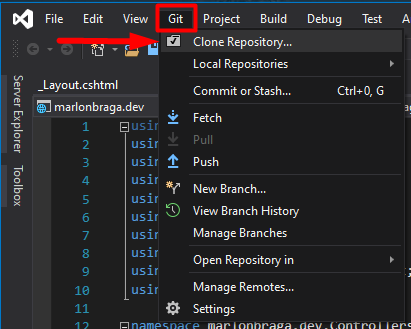 File Edit View Git Project Build Debug Test
Clone Repository...
Local Repositories
Commit or Stash... Ctrl+0, G
Fetch
Pull
Push
New Branch...
View Branch History
Manage Branches
Open Repository in
Manage Remotes...
Settings
_Layout.cshtml
marlonbraga.dev
Server Explorer
Toolbox
1 usin
2 usin
3 usin
4 usin
5 usin
6 usin
7 usin
8 usin
9 usin
10 usin
11
12 namespace marlonbraga.dev.Controllers